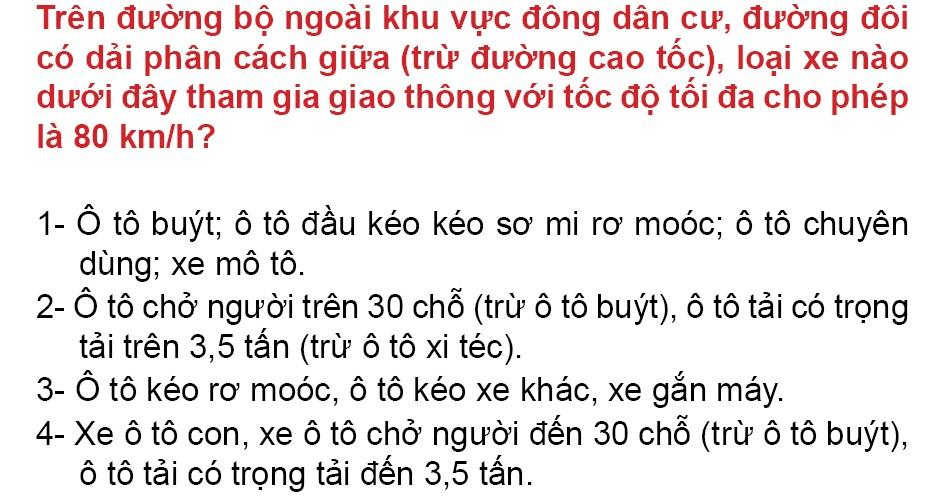 Trên đường bộ ngoài khu vực đông dân cư, đường đôi
có dải phân cách giữa (trừ đường cao tốc), loại xe nào
dưới đây tham gia giao thông với tốc độ tối đa cho phép
là 80 km/h?
1- Ô tô buýt; ô tô đầu kéo kéo sơ mi rơ moóc; ô tô chuyên
dùng; xe mô tô.
2- Ô tô chở người trên 30 chỗ (trừ ô tô buýt), ô tô tải có trọng
tải trên 3,5 tấn (trừ ô tô xi téc).
3- Ô tô kéo rơ moóc, ô tô kéo xe khác, xe gắn máy.
4- Xe ô tô con, xe ô tô chở người đến 30 chỗ (trừ ô tô buýt),
ô tô tải có trọng tải đến 3,5 tấn.